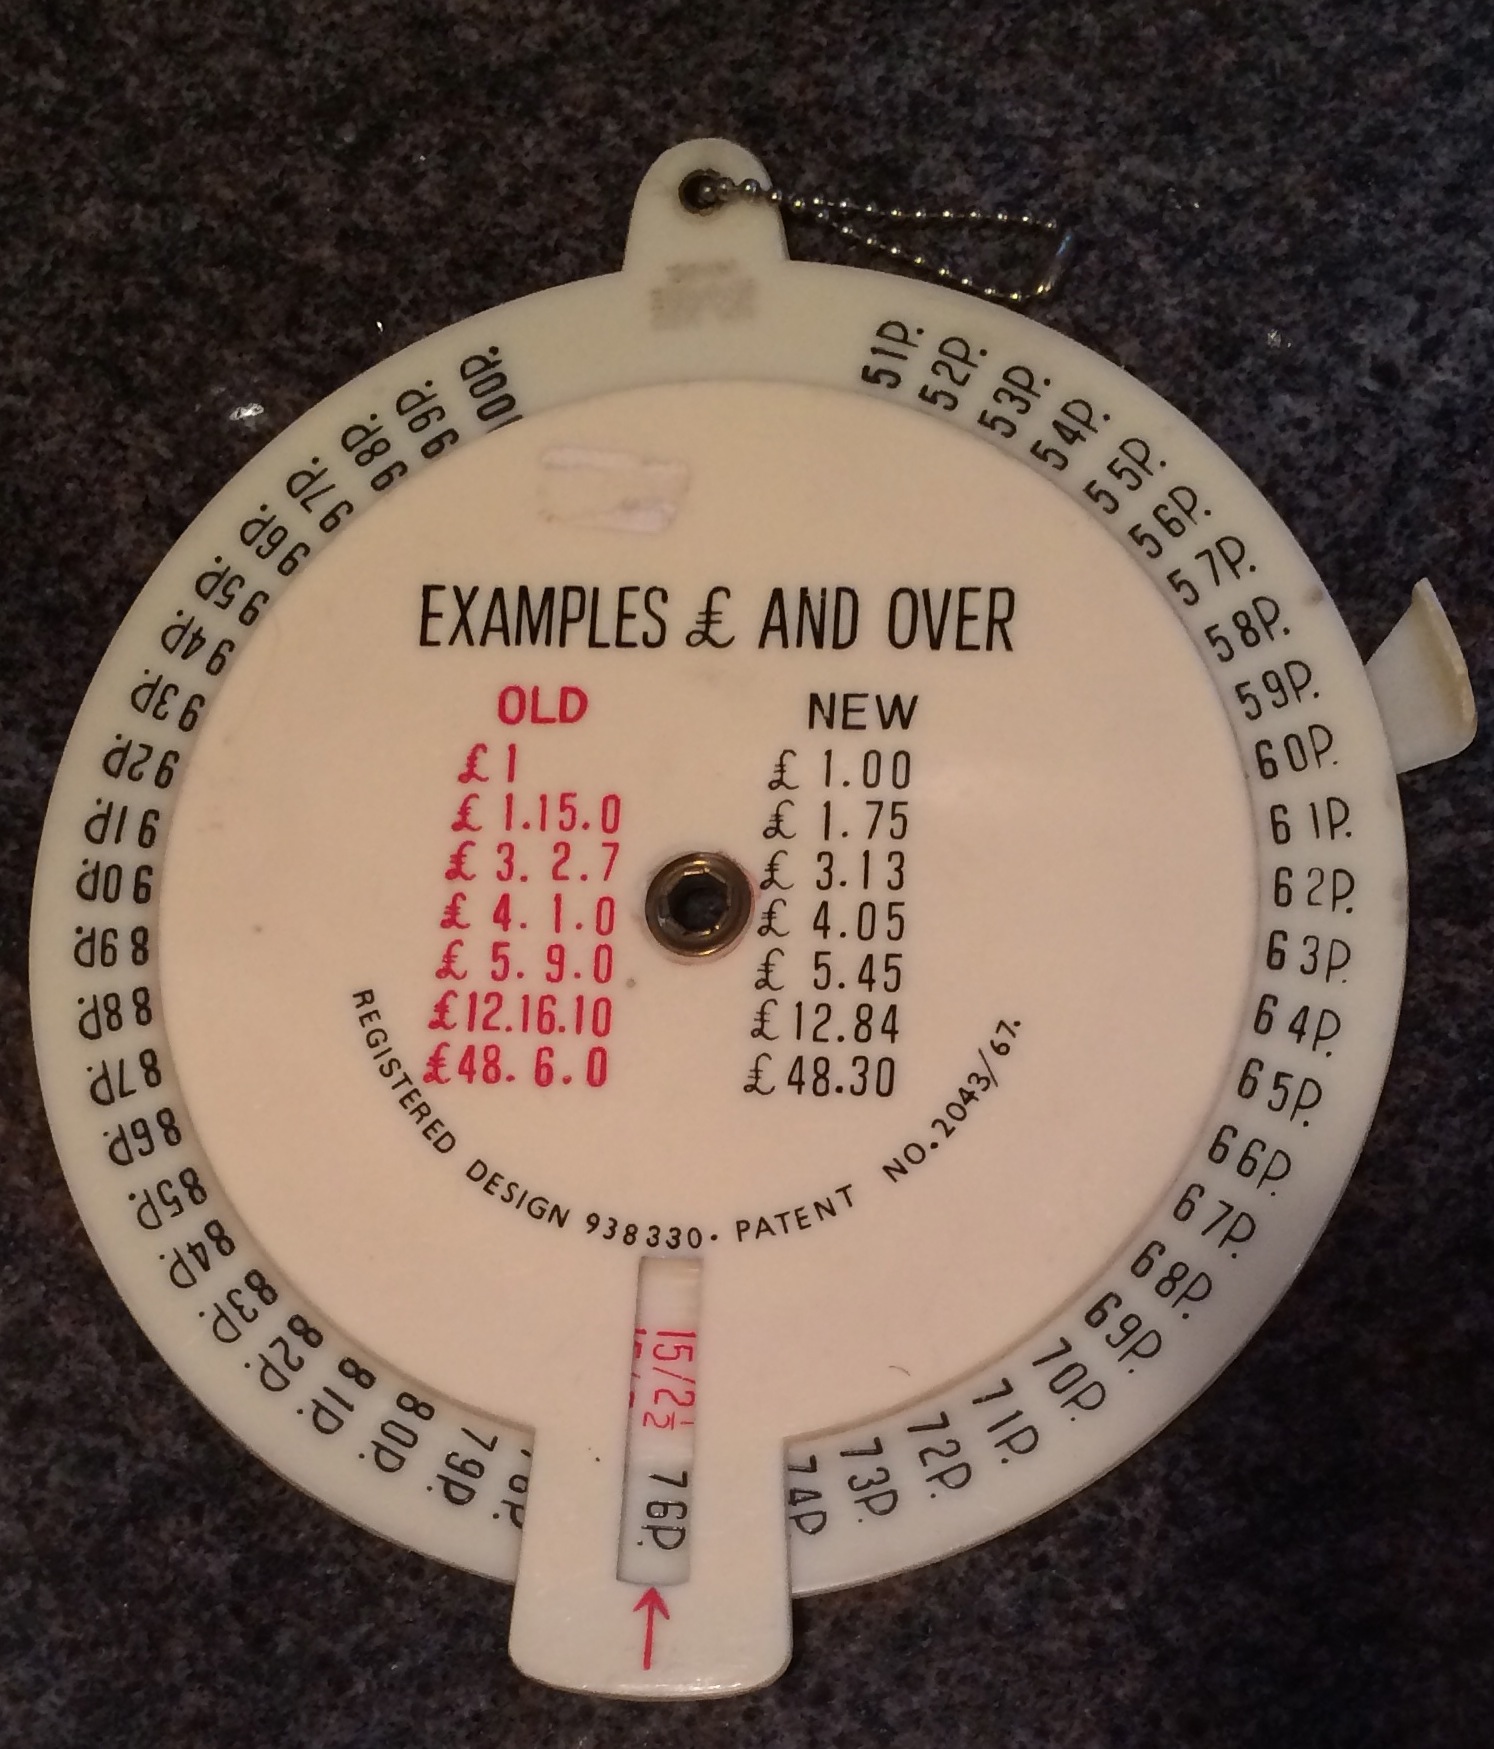 EXAMPLES £ AND OVER
OLD NEW
£1 £ 1.00
£ 1.15.0 £ 1.75
£ 3. 2.7 £ 3.13
£ 4. 1.0 £ 4.05
£ 5. 9.0 £ 5.45
£12.16.10 £12.84
£48. 6.0 £48.30
REGISTERED DESIGN 938330. PATENT NO. 2043/67.
15/2½
76P.
51P.
52P.
53P.
54P.
55P.
56P.
57P.
58P.
59P.
60P.
61P.
62P.
63P.
64P.
65P.
66P.
67P.
68P.
69P.
70P.
71P.
72P.
73P.
74P
79P.
80P.
81P.
82P.
83P.
84P.
85P.
86P.
87P.
88P.
89P.
90P.
91P.
92P.
93P.
94P.
95P.
96P.
97P.
98P.
99P.
100P.